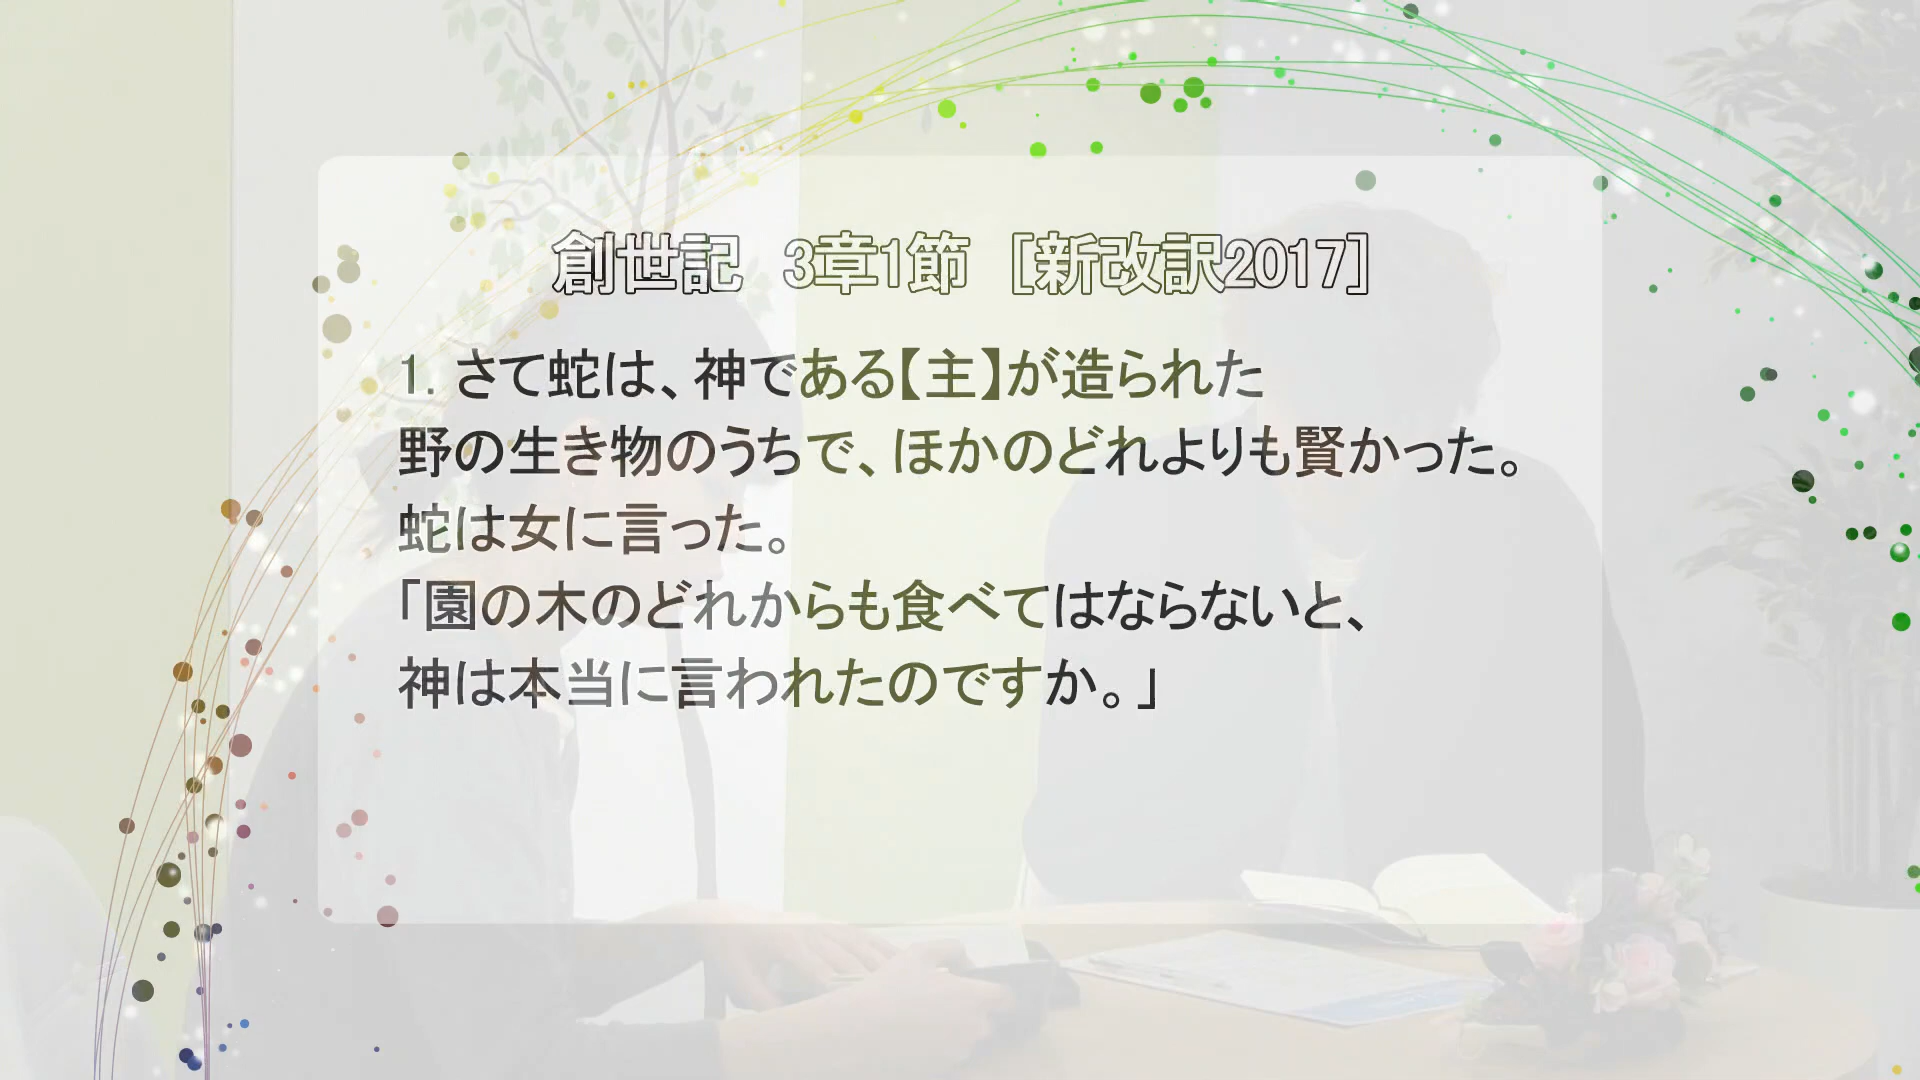 創世記 3章1節 [新改訳2017]
1. さて蛇は、神である【主】が造られた
野の生き物のうちで、ほかのどれよりも賢かった。
蛇は女に言った。
「園の木のどれからも食べてはならないと、
神は本当に言われたのですか。」